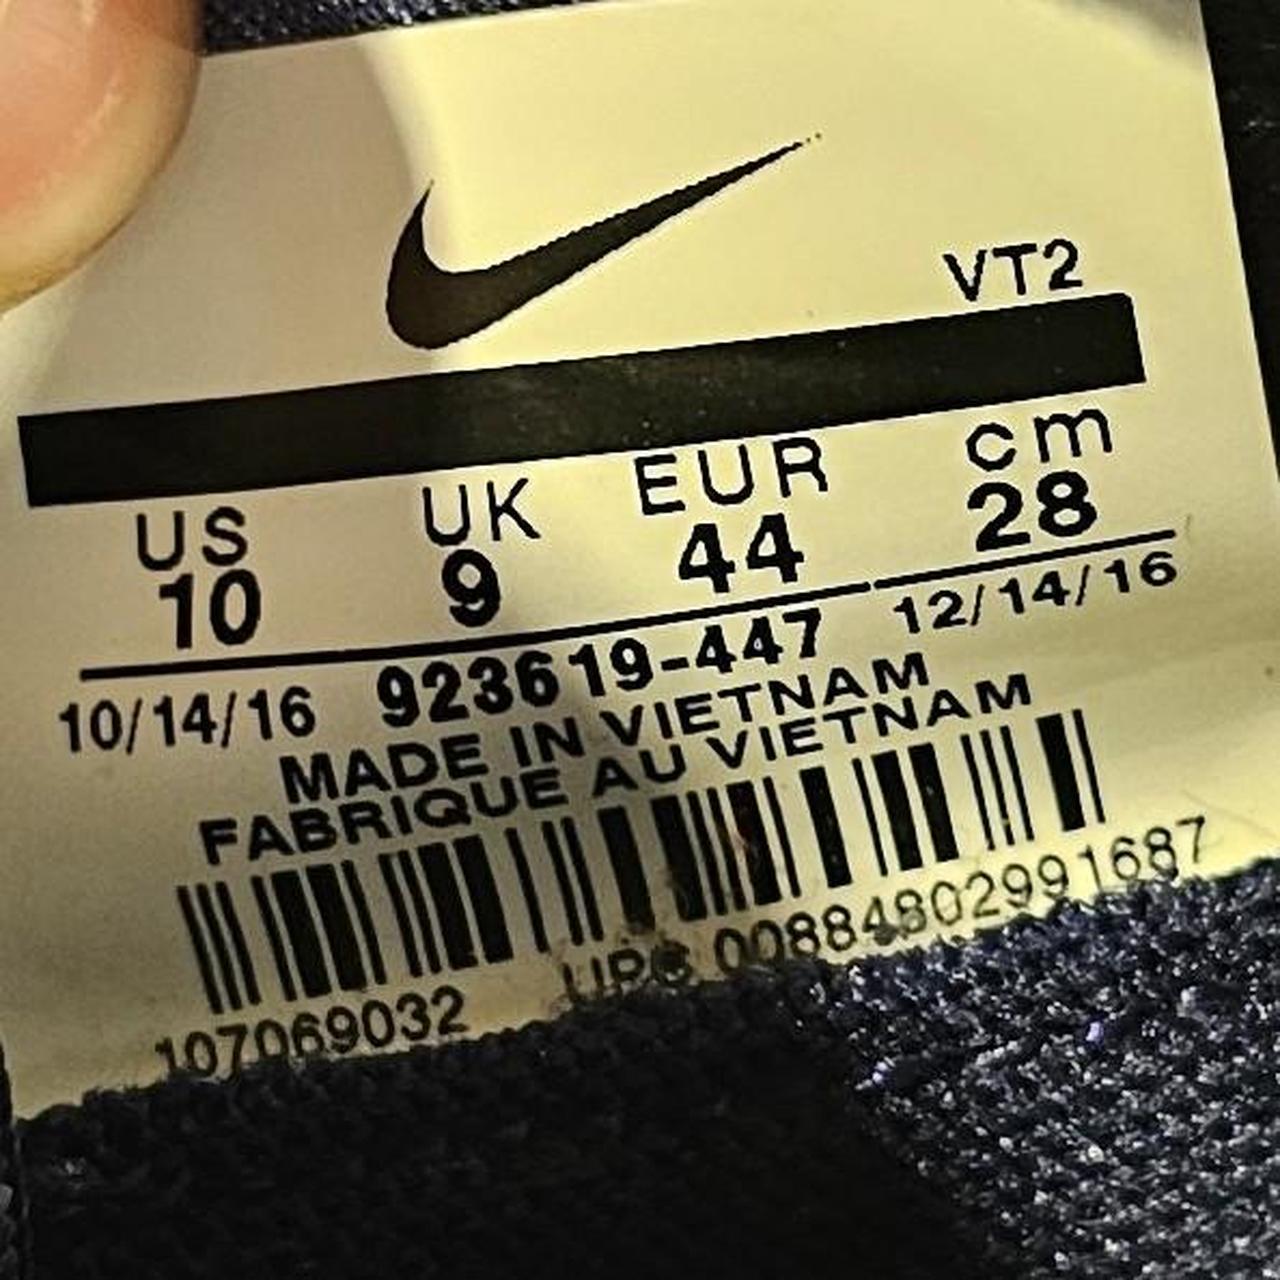 VT2
US UK EUR cm
10 9 44 28
10/14/16 923619-447 12/14/16
MADE IN VIETNAM
FABRIQUE AU VIETNAM
107069032 UPC 00884802991687